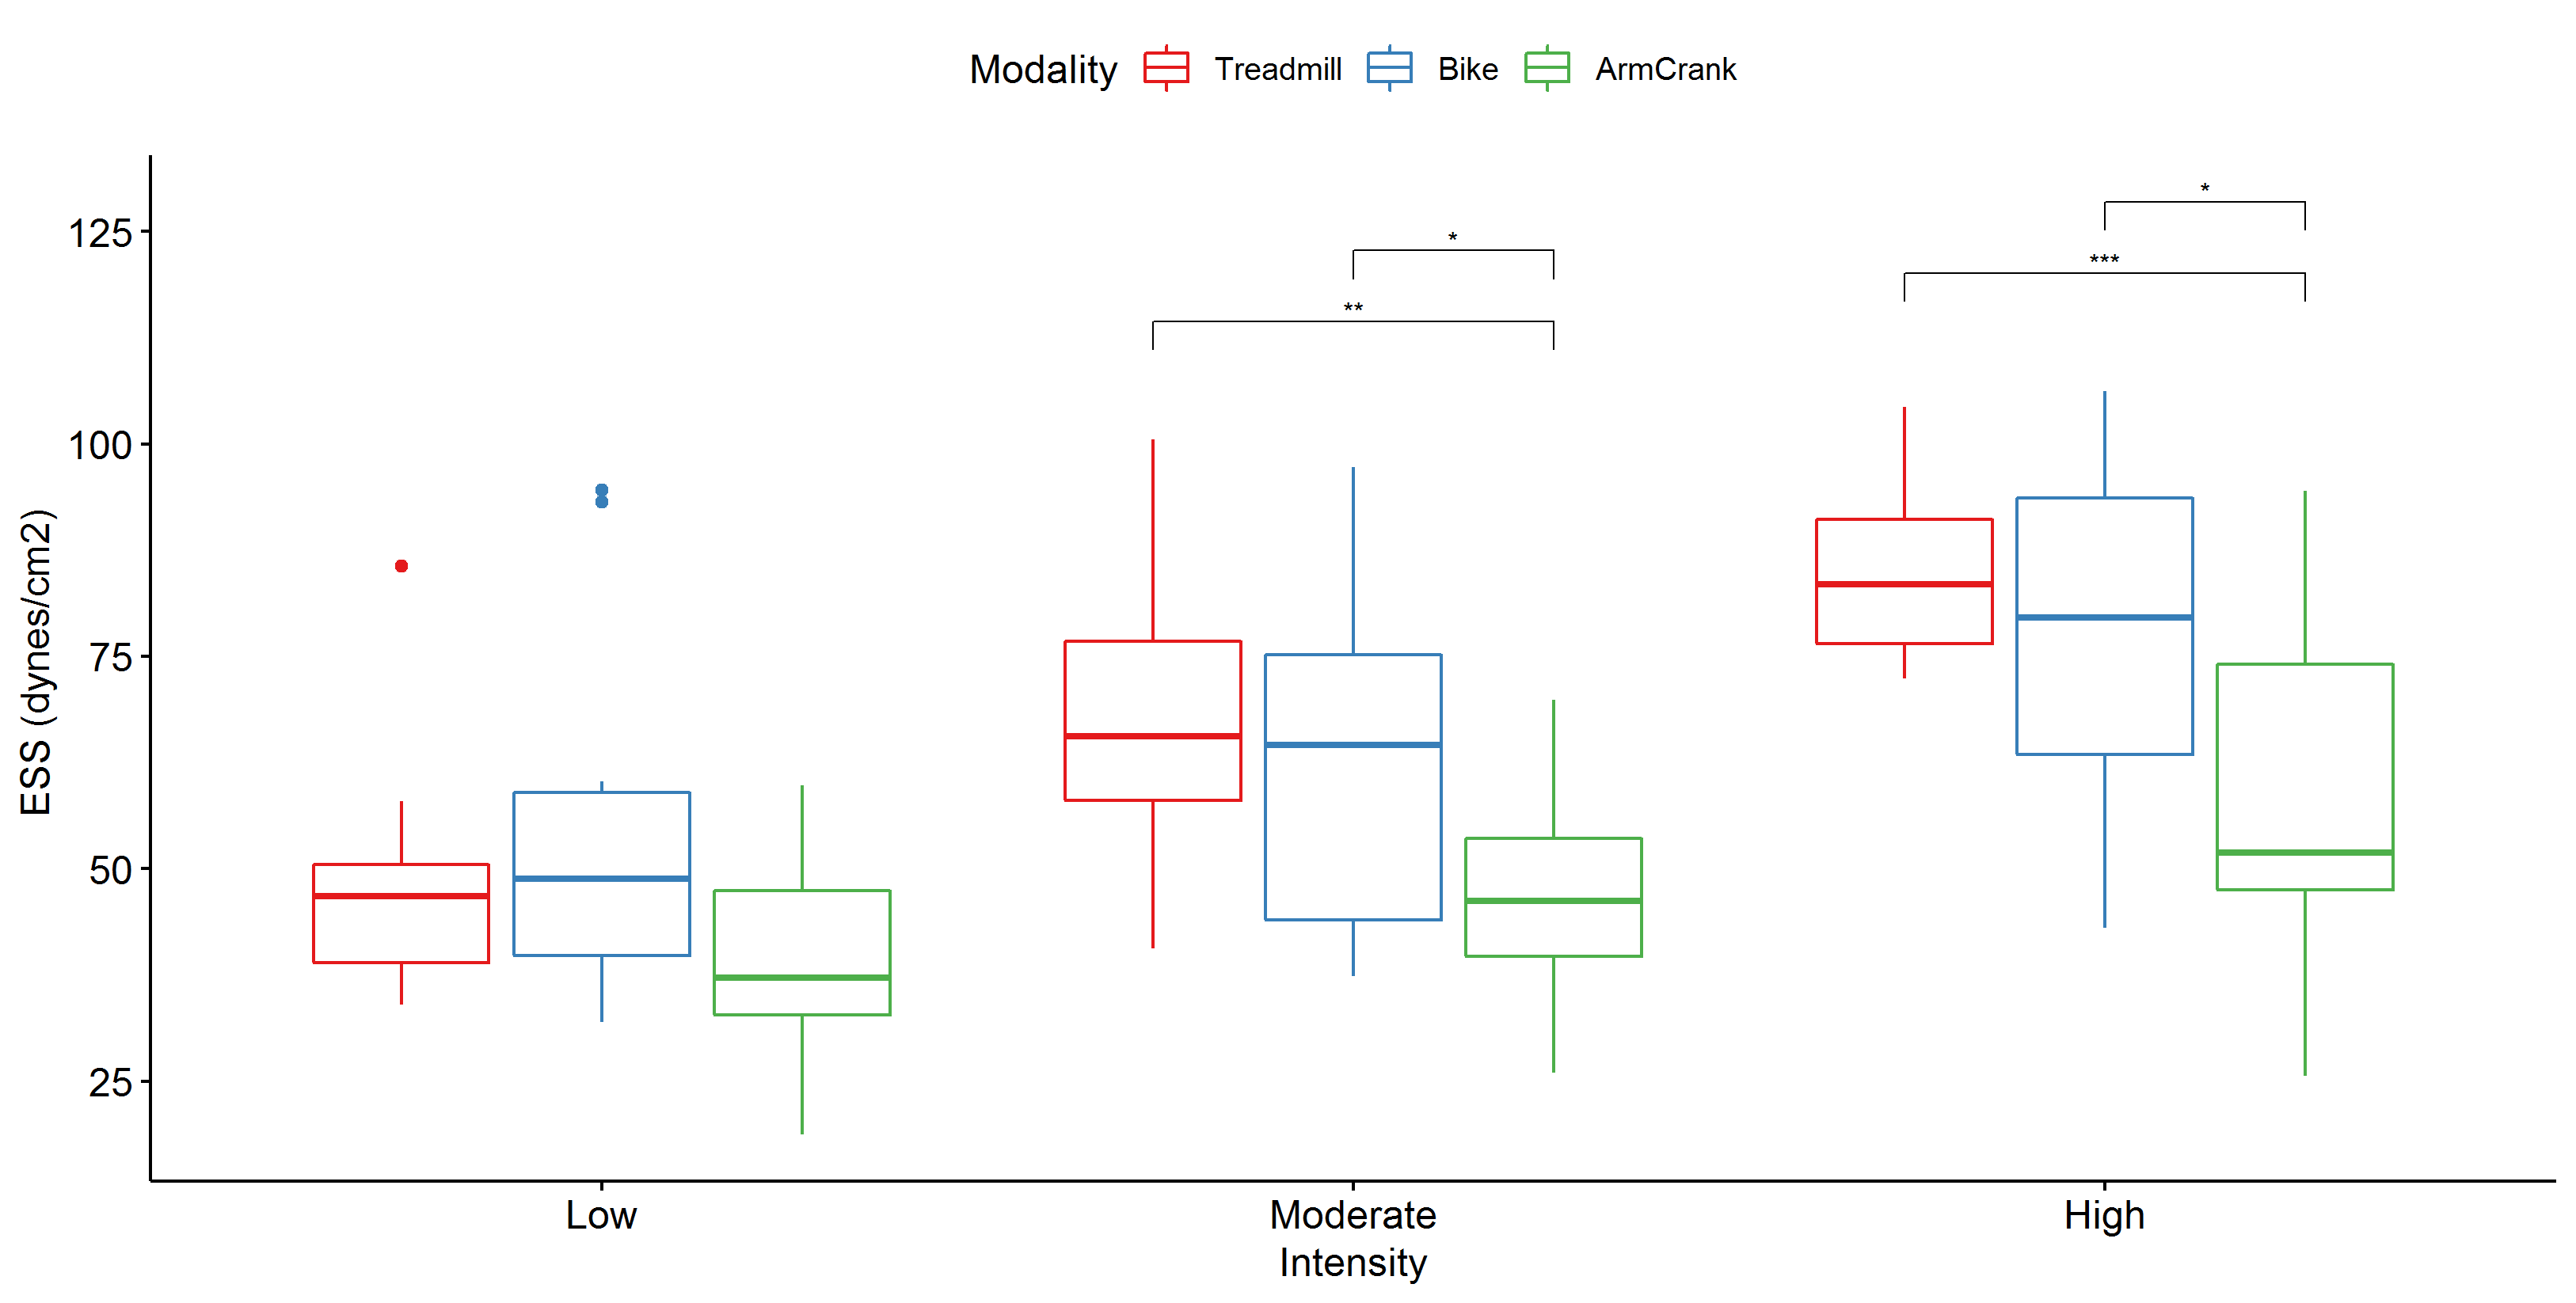 Modality Treadmill Bike ArmCrank
125
100
75
50
25
ESS (dynes/cm2)
*
**
*
***
Low Moderate High
Intensity